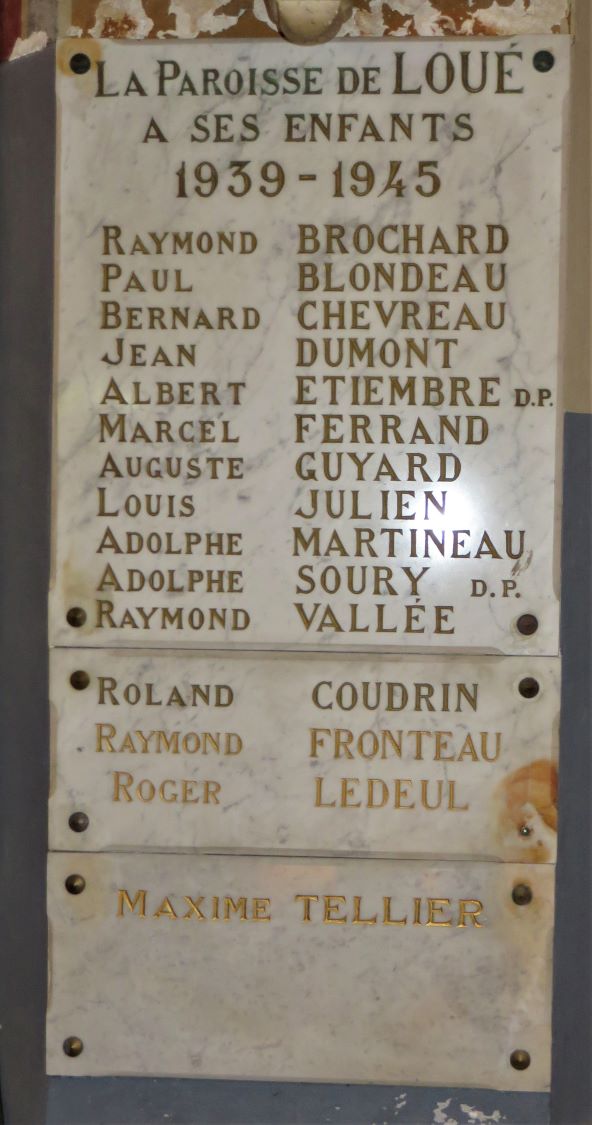 LA PAROISSE DE LOUÉ
A SES ENFANTS
1939-1945
RAYMOND BROCHARD
PAUL BLONDEAU
BERNARD CHEVREAU
JEAN DUMONT
ALBERT ETIEMBRE D.P.
MARCEL FERRAND
AUGUSTE GUYARD
LOUIS JULIEN
ADOLPHE MARTINEAU
ADOLPHE SOURY D.P.
RAYMOND VALLÉE
ROLAND COUDRIN
RAYMOND FRONTEAU
ROGER LEDEUL
MAXIME TELLIER